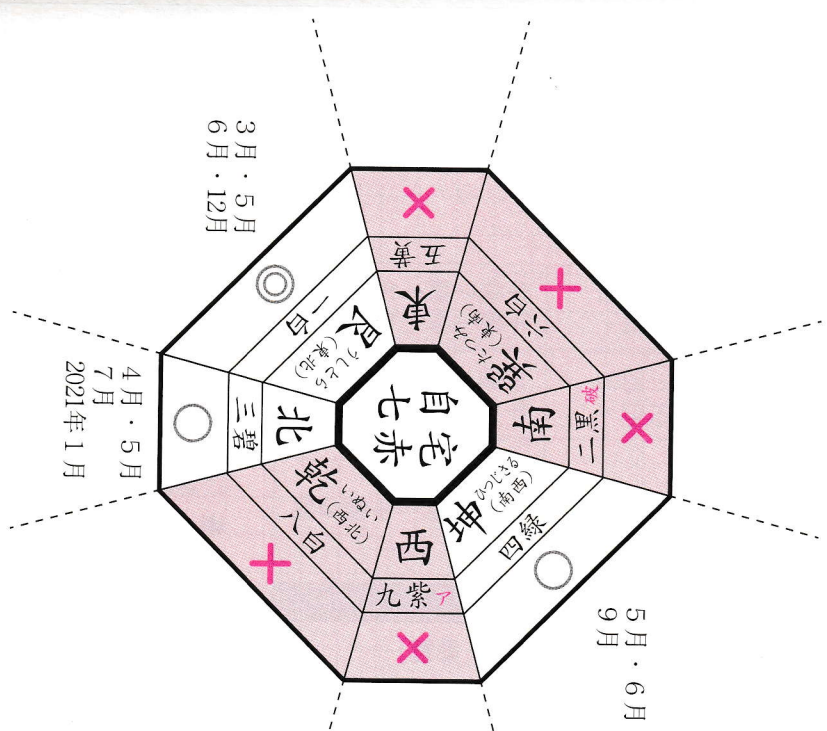 3月・5月
6月・12月
4月・5月
7月
2021年1月
5月・6月
9月
五黄
東
六白
巽
たつみ
(東南)
破
二黒
南
四緑
坤
ひつじさる
(南西)
九紫
ア
西
八白
乾
いぬい
(西北)
三碧
北
一白
艮
うしとら
(東北)
自宅
七赤